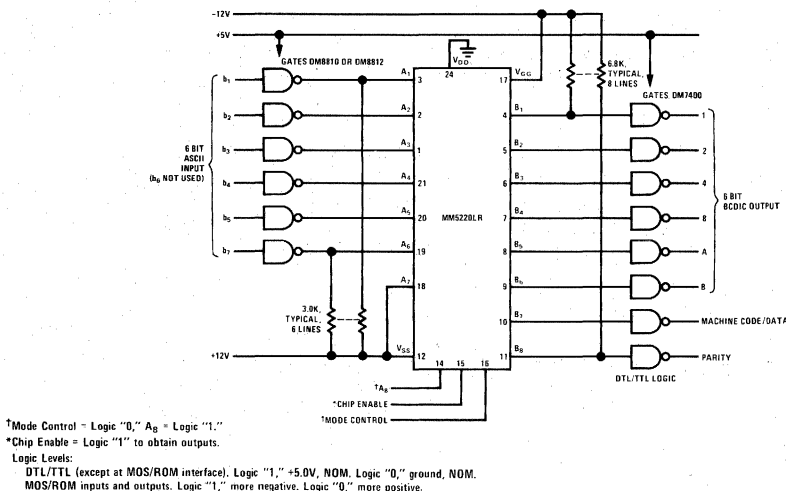 -12V
+5V
GATES DM8810 OR DM8812
VDD
24
6.8K,
TYPICAL,
8 LINES
GATES DM7400
b1
A1
3
17
VGG
b2
A2
2
4
B1
1
b3
A3
1
5
B2
2
6 BIT
ASCII
INPUT
(b6 NOT USED)
b4
A4
21
6
B3
4
6 BIT
BCDIC OUTPUT
b5
A5
20
MM5220LR
7
B4
8
b7
A6
19
8
B5
A
A7
18
9
B6
B
3.0K,
TYPICAL,
6 LINES
10
B7
MACHINE CODE/DATA
+12V
VSS
12
14
15
16
11
B8
PARITY
DTL/TTL LOGIC
†A8
*CHIP ENABLE
†MODE CONTROL
†Mode Control = Logic "0," A8 = Logic "1."
*Chip Enable = Logic "1" to obtain outputs.
Logic Levels:
DTL/TTL (except at MOS/ROM interface). Logic "1," +5.0V, NOM. Logic "0," ground, NOM.
MOS/ROM inputs and outputs. Logic "1," more negative. Logic "0," more positive.